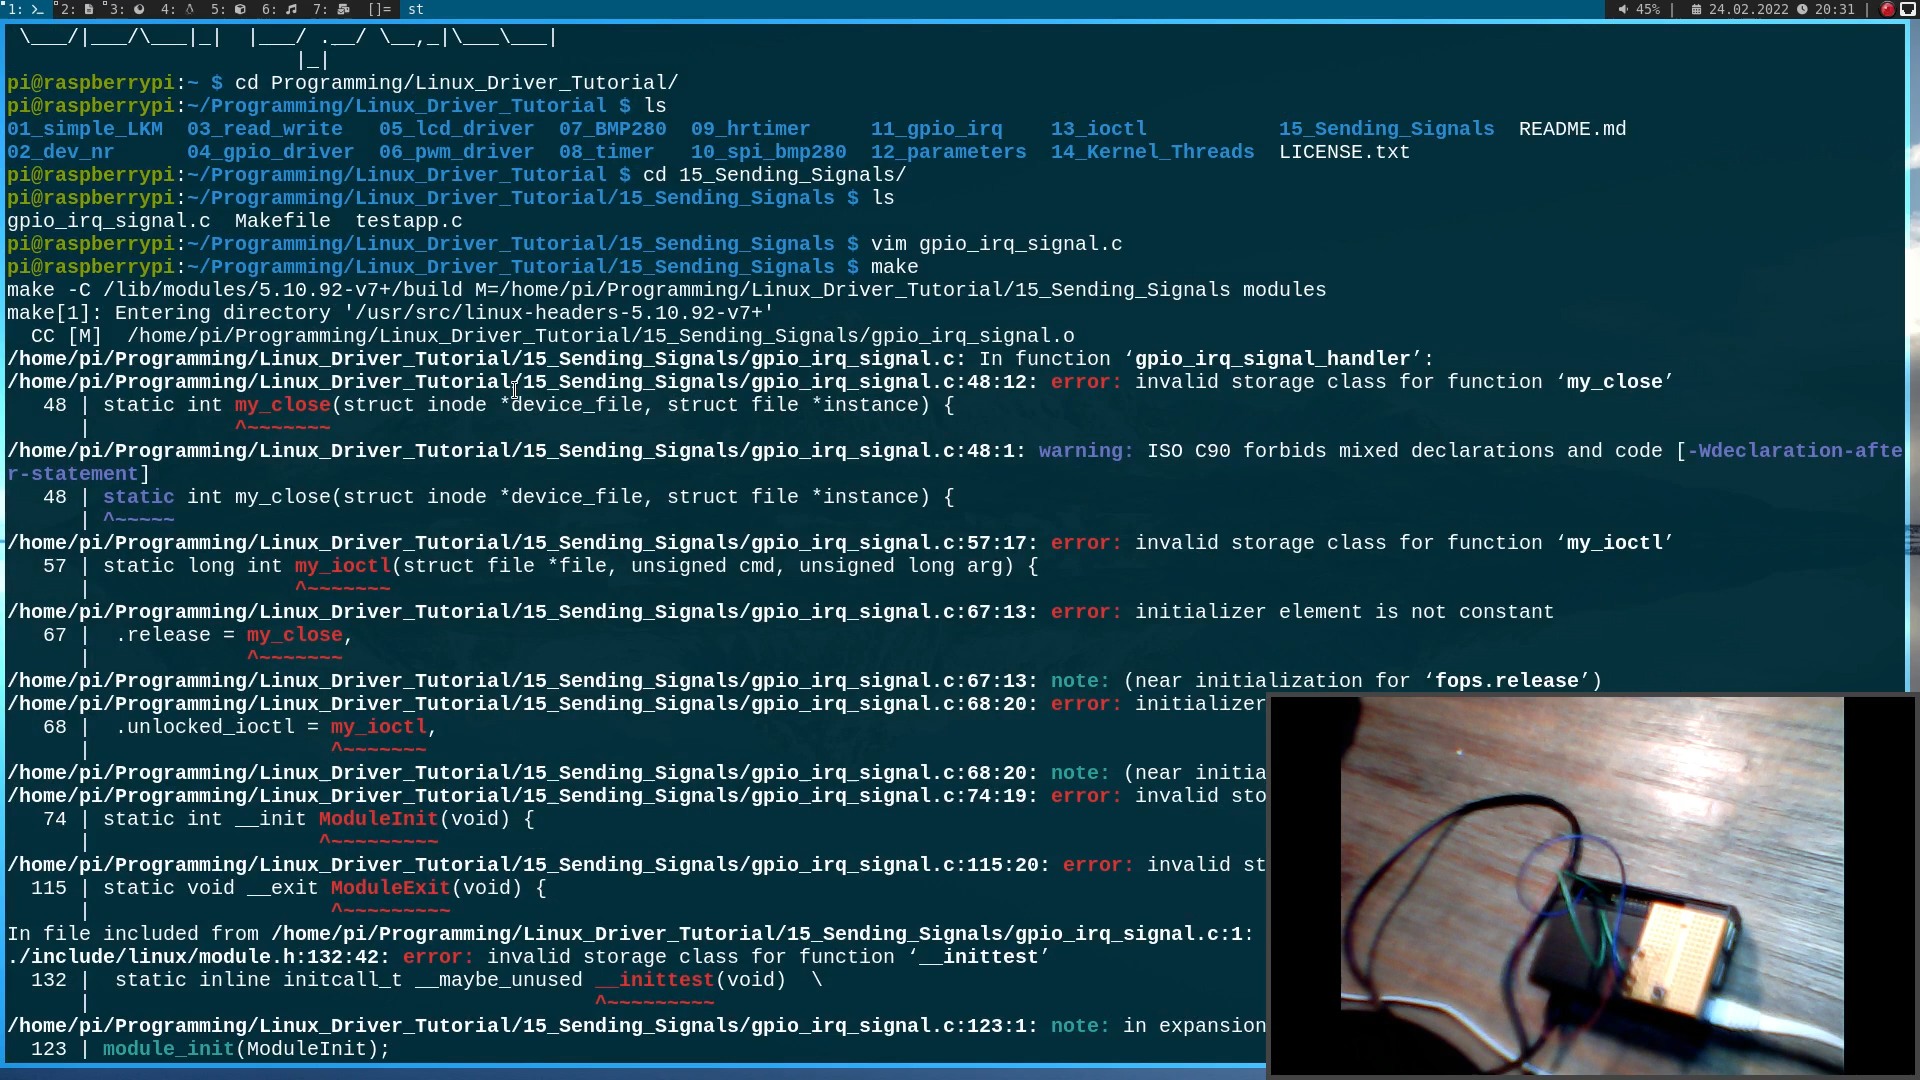 1: 2: 3: 4: 5: 6: 7: []= st 45% | 24.02.2022 20:31 |
\___/|___/\___|_|  |___/ .__/ \__,_|\___\___|
|_|
pi@raspberrypi:~ $ cd Programming/Linux_Driver_Tutorial/
pi@raspberrypi:~/Programming/Linux_Driver_Tutorial $ ls
01_simple_LKM  03_read_write   05_lcd_driver  07_BMP280  09_hrtimer     11_gpio_irq    13_ioctl           15_Sending_Signals  README.md
02_dev_nr      04_gpio_driver  06_pwm_driver  08_timer   10_spi_bmp280  12_parameters  14_Kernel_Threads  LICENSE.txt
pi@raspberrypi:~/Programming/Linux_Driver_Tutorial $ cd 15_Sending_Signals/
pi@raspberrypi:~/Programming/Linux_Driver_Tutorial/15_Sending_Signals $ ls
gpio_irq_signal.c  Makefile  testapp.c
pi@raspberrypi:~/Programming/Linux_Driver_Tutorial/15_Sending_Signals $ vim gpio_irq_signal.c
pi@raspberrypi:~/Programming/Linux_Driver_Tutorial/15_Sending_Signals $ make
make -C /lib/modules/5.10.92-v7+/build M=/home/pi/Programming/Linux_Driver_Tutorial/15_Sending_Signals modules
make[1]: Entering directory '/usr/src/linux-headers-5.10.92-v7+'
CC [M]  /home/pi/Programming/Linux_Driver_Tutorial/15_Sending_Signals/gpio_irq_signal.o
/home/pi/Programming/Linux_Driver_Tutorial/15_Sending_Signals/gpio_irq_signal.c: In function ‘gpio_irq_signal_handler’:
/home/pi/Programming/Linux_Driver_Tutorial/15_Sending_Signals/gpio_irq_signal.c:48:12: error: invalid storage class for function ‘my_close’
48 | static int my_close(struct inode *device_file, struct file *instance) {
|            ^~~~~~~~
/home/pi/Programming/Linux_Driver_Tutorial/15_Sending_Signals/gpio_irq_signal.c:48:1: warning: ISO C90 forbids mixed declarations and code [-Wdeclaration-afte
r-statement]
48 | static int my_close(struct inode *device_file, struct file *instance) {
| ^~~~~~
/home/pi/Programming/Linux_Driver_Tutorial/15_Sending_Signals/gpio_irq_signal.c:57:17: error: invalid storage class for function ‘my_ioctl’
57 | static long int my_ioctl(struct file *file, unsigned cmd, unsigned long arg) {
|                 ^~~~~~~~
/home/pi/Programming/Linux_Driver_Tutorial/15_Sending_Signals/gpio_irq_signal.c:67:13: error: initializer element is not constant
67 |  .release = my_close,
|             ^~~~~~~~
/home/pi/Programming/Linux_Driver_Tutorial/15_Sending_Signals/gpio_irq_signal.c:67:13: note: (near initialization for ‘fops.release’)
/home/pi/Programming/Linux_Driver_Tutorial/15_Sending_Signals/gpio_irq_signal.c:68:20: error: initializer
68 |  .unlocked_ioctl = my_ioctl,
|                    ^~~~~~~~
/home/pi/Programming/Linux_Driver_Tutorial/15_Sending_Signals/gpio_irq_signal.c:68:20: note: (near initia
/home/pi/Programming/Linux_Driver_Tutorial/15_Sending_Signals/gpio_irq_signal.c:74:19: error: invalid sto
74 | static int __init ModuleInit(void) {
|                   ^~~~~~~~~~
/home/pi/Programming/Linux_Driver_Tutorial/15_Sending_Signals/gpio_irq_signal.c:115:20: error: invalid st
115 | static void __exit ModuleExit(void) {
|                    ^~~~~~~~~~
In file included from /home/pi/Programming/Linux_Driver_Tutorial/15_Sending_Signals/gpio_irq_signal.c:1:
./include/linux/module.h:132:42: error: invalid storage class for function ‘__inittest’
132 |  static inline initcall_t __maybe_unused __inittest(void)  \
|                                          ^~~~~~~~~~
/home/pi/Programming/Linux_Driver_Tutorial/15_Sending_Signals/gpio_irq_signal.c:123:1: note: in expansion
123 | module_init(ModuleInit);